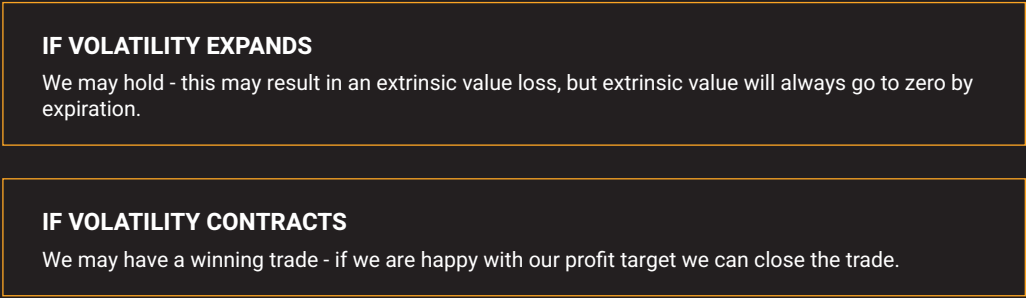 IF VOLATILITY EXPANDS
We may hold - this may result in an extrinsic value loss, but extrinsic value will always go to zero by
expiration.
IF VOLATILITY CONTRACTS
We may have a winning trade - if we are happy with our profit target we can close the trade.